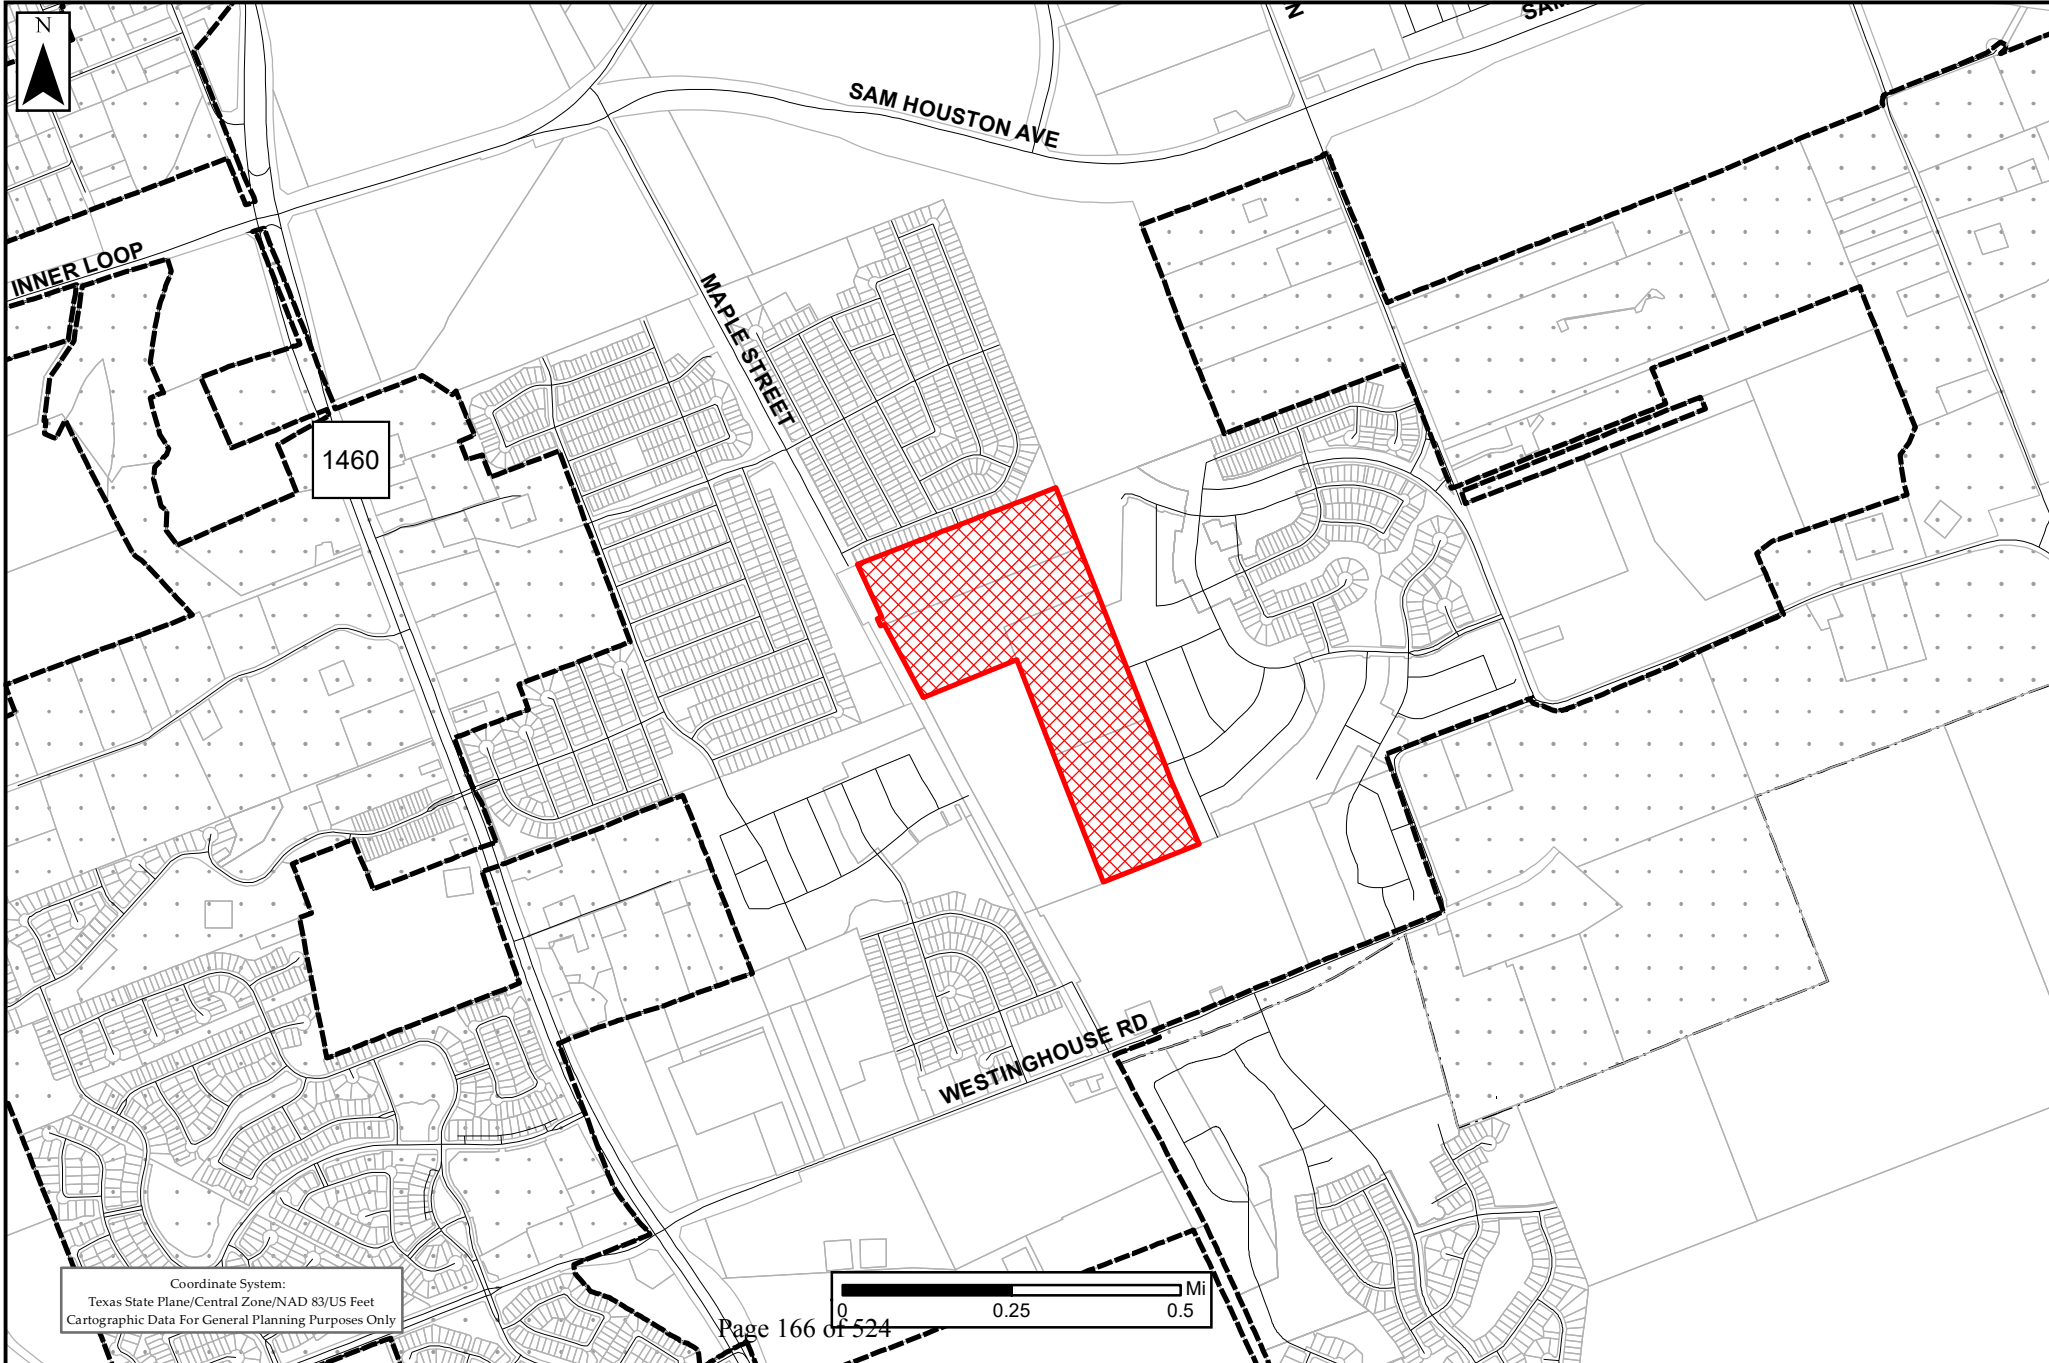 N
N
SAM
SAM HOUSTON AVE
INNER LOOP
MAPLE STREET
1460
WESTINGHOUSE RD
Coordinate System:
Texas State Plane/Central Zone/NAD 83/US Feet
Cartographic Data For General Planning Purposes Only
Mi
0 0.25 0.5
Page 166 of 524